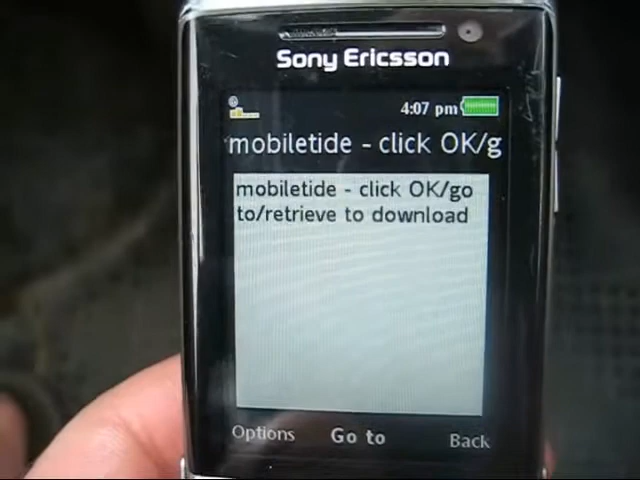 Sony Ericsson
4:07 pm
mobiletide - click OK/g
mobiletide - click OK/go
to/retrieve to download
Options Go to Back